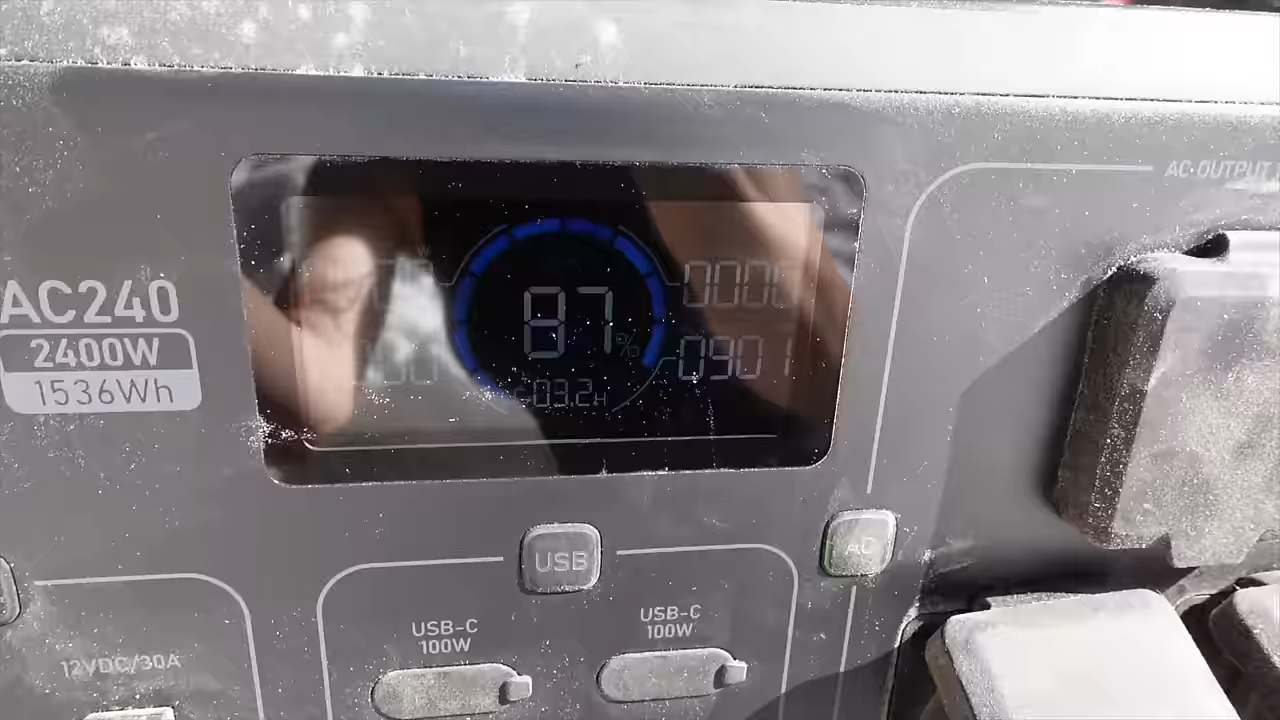 AC OUTPUT
AC240
2400W
1536Wh
87%
0000
0901
03.2H
USB
AC
USB-C
100W
USB-C
100W
12VDC/30A